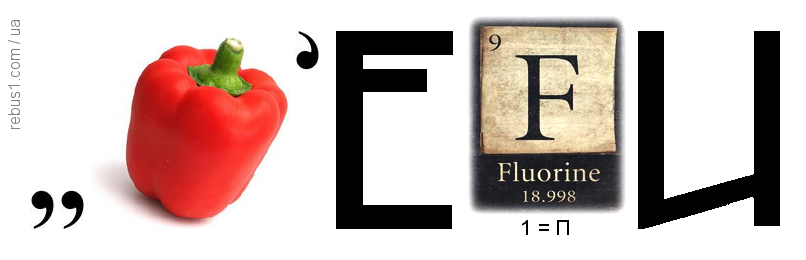 rebus1.com / ua
,,
,
Е
9
F
Fluorine
18.998
1 = П
И